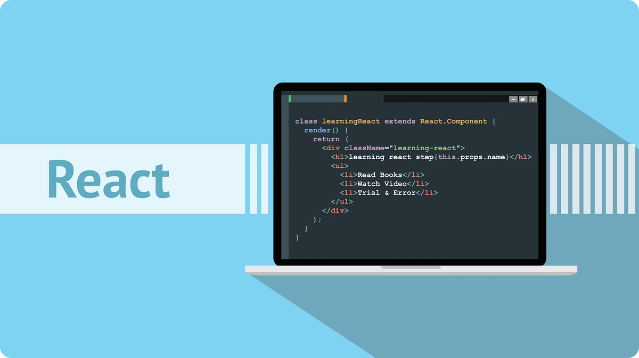 React
class learningReact extends React.Component {
render() {
return (
<div className="learning-react">
<h1>learning react step{this.props.name}</h1>
<ul>
<li>Read Books</li>
<li>Watch Video</li>
<li>Trial & Error</li>
</ul>
</div>
);
}
}